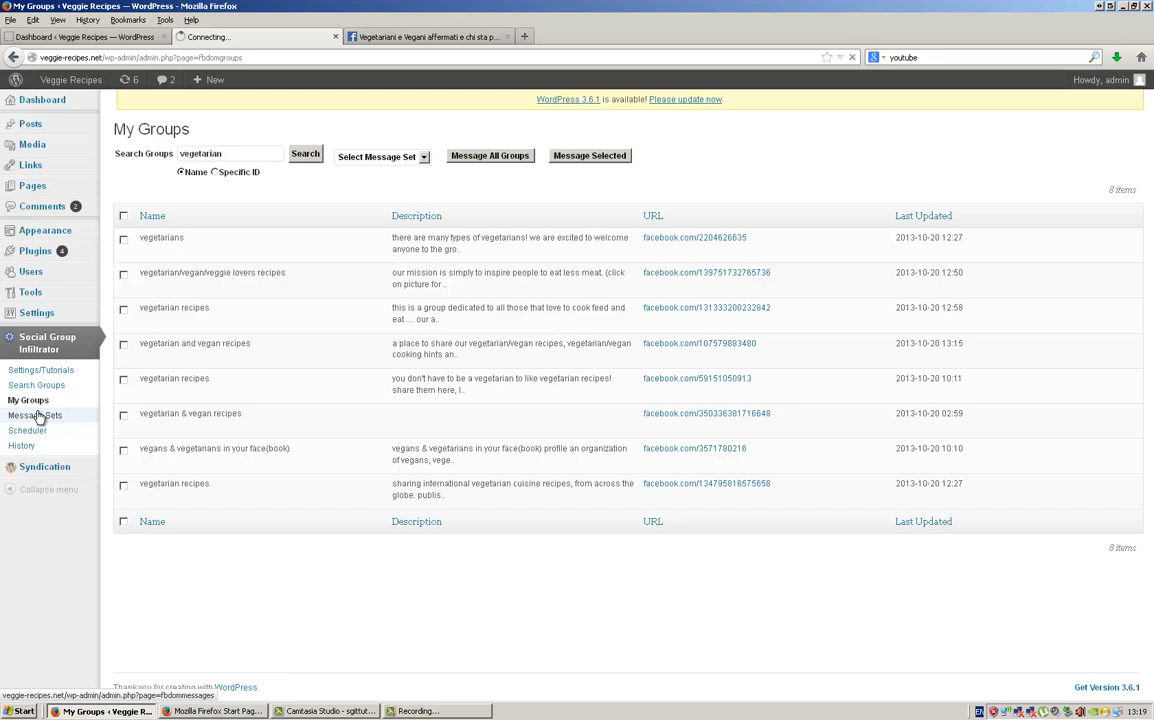 My Groups ‹ Veggie Recipes — WordPress - Mozilla Firefox
File Edit View History Bookmarks Tools Help
Dashboard ‹ Veggie Recipes — WordPress × Connecting... × Vegetariani e Vegani affermati e chi sta p... × +
veggie-recipes.net/wp-admin/admin.php?page=fbdomgroups youtube
Veggie Recipes 6 2 + New Howdy, admin
WordPress 3.6.1 is available! Please update now.
Dashboard
Posts
Media
Links
Pages
Comments 2
Appearance
Plugins 4
Users
Tools
Settings
Social Group
Infiltrator
Settings/Tutorials
Search Groups
My Groups
Message Sets
Scheduler
History
Syndication
Collapse menu
My Groups
Search Groups vegetarian Search Select Message Set Message All Groups Message Selected
Name Specific ID
8 items
Name Description URL Last Updated
vegetarians there are many types of vegetarians! we are excited to welcome anyone to the gro.. facebook.com/2204626635 2013-10-20 12:27
vegetarian/vegan/veggie lovers recipes our mission is simply to inspire people to eat less meat. (click on picture for .. facebook.com/139751732765736 2013-10-20 12:50
vegetarian recipes this is a group dedicated to all those that love to cook feed and eat .... our a.. facebook.com/131333200232842 2013-10-20 12:58
vegetarian and vegan recipes a place to share our vegetarian/vegan recipes, vegetarian/vegan cooking hints an.. facebook.com/107579883480 2013-10-20 13:15
vegetarian recipes you don't have to be a vegetarian to like vegetarian recipes! share them here, l.. facebook.com/59151050913 2013-10-20 10:11
vegetarian & vegan recipes facebook.com/350336381716648 2013-10-20 02:59
vegans & vegetarians in your face(book) vegans & vegetarians in your face(book) profile an organization of vegans, vege.. facebook.com/3571780216 2013-10-20 10:10
vegetarian recipes sharing international vegetarian cuisine recipes, from across the globe. publis.. facebook.com/134795816575658 2013-10-20 12:27
Name Description URL Last Updated
8 items
Thank you for creating with WordPress. Get Version 3.6.1
veggie-recipes.net/wp-admin/admin.php?page=fbdommessages
Start My Groups ‹ Veggie R... Mozilla Firefox Start Pag... Camtasia Studio - sgittut... Recording... EN 13:19